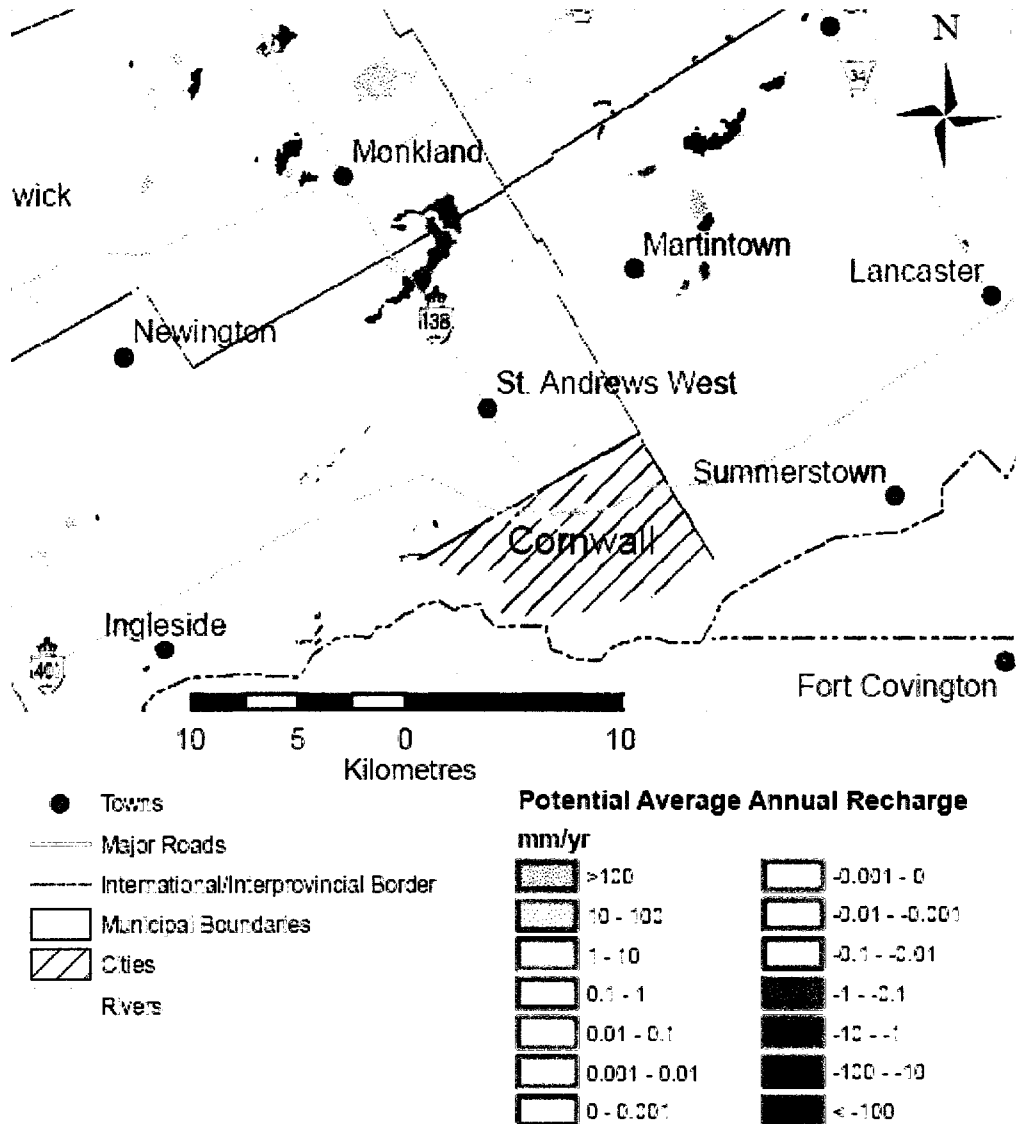 N
34
Monkland
wick
Martintown
Lancaster
138
Newington
St. Andrews West
Summerstown
Cornwall
Ingleside
401
Fort Covington
10 5 0 10
Kilometres
Towns
Major Roads
International/Interprovincial Border
Municipal Boundaries
Cities
Rivers
Potential Average Annual Recharge
mm/yr
>100
10 - 100
1 - 10
0.1 - 1
0.01 - 0.1
0.001 - 0.01
0 - 0.001
-0.001 - 0
-0.01 - -0.001
-0.1 - -0.01
-1 - -0.1
-10 - -1
-100 - -10
< -100